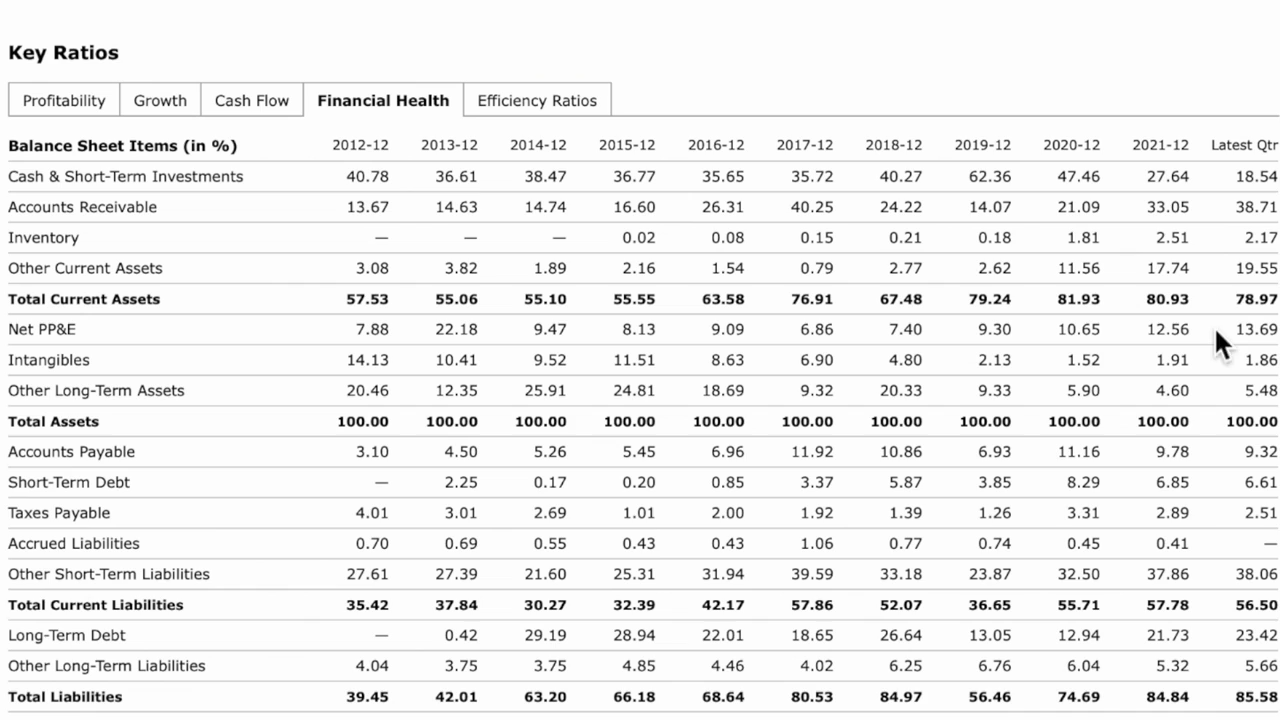 Key Ratios
Profitability Growth Cash Flow Financial Health Efficiency Ratios
Balance Sheet Items (in %) 2012-12 2013-12 2014-12 2015-12 2016-12 2017-12 2018-12 2019-12 2020-12 2021-12 Latest Qtr
Cash & Short-Term Investments 40.78 36.61 38.47 36.77 35.65 35.72 40.27 62.36 47.46 27.64 18.54
Accounts Receivable 13.67 14.63 14.74 16.60 26.31 40.25 24.22 14.07 21.09 33.05 38.71
Inventory — — — 0.02 0.08 0.15 0.21 0.18 1.81 2.51 2.17
Other Current Assets 3.08 3.82 1.89 2.16 1.54 0.79 2.77 2.62 11.56 17.74 19.55
Total Current Assets 57.53 55.06 55.10 55.55 63.58 76.91 67.48 79.24 81.93 80.93 78.97
Net PP&E 7.88 22.18 9.47 8.13 9.09 6.86 7.40 9.30 10.65 12.56 13.69
Intangibles 14.13 10.41 9.52 11.51 8.63 6.90 4.80 2.13 1.52 1.91 1.86
Other Long-Term Assets 20.46 12.35 25.91 24.81 18.69 9.32 20.33 9.33 5.90 4.60 5.48
Total Assets 100.00 100.00 100.00 100.00 100.00 100.00 100.00 100.00 100.00 100.00 100.00
Accounts Payable 3.10 4.50 5.26 5.45 6.96 11.92 10.86 6.93 11.16 9.78 9.32
Short-Term Debt — 2.25 0.17 0.20 0.85 3.37 5.87 3.85 8.29 6.85 6.61
Taxes Payable 4.01 3.01 2.69 1.01 2.00 1.92 1.39 1.26 3.31 2.89 2.51
Accrued Liabilities 0.70 0.69 0.55 0.43 0.43 1.06 0.77 0.74 0.45 0.41 —
Other Short-Term Liabilities 27.61 27.39 21.60 25.31 31.94 39.59 33.18 23.87 32.50 37.86 38.06
Total Current Liabilities 35.42 37.84 30.27 32.39 42.17 57.86 52.07 36.65 55.71 57.78 56.50
Long-Term Debt — 0.42 29.19 28.94 22.01 18.65 26.64 13.05 12.94 21.73 23.42
Other Long-Term Liabilities 4.04 3.75 3.75 4.85 4.46 4.02 6.25 6.76 6.04 5.32 5.66
Total Liabilities 39.45 42.01 63.20 66.18 68.64 80.53 84.97 56.46 74.69 84.84 85.58